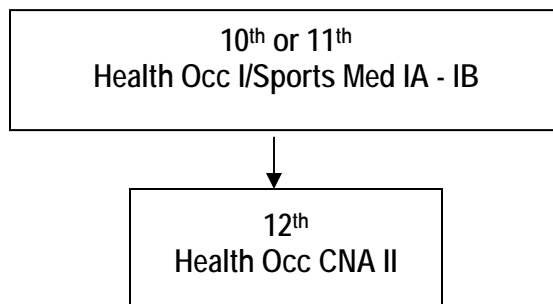 10th or 11th
Health Occ I/Sports Med IA - IB
12th
Health Occ CNA II